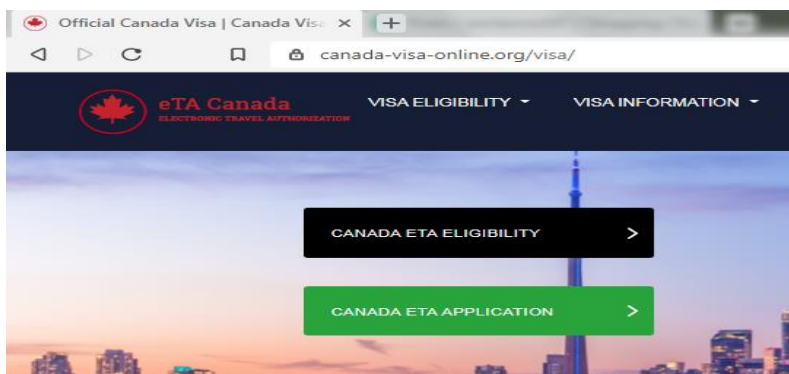 Official Canada Visa | Canada Visa
canada-visa-online.org/visa/
eTA Canada
ELECTRONIC TRAVEL AUTHORIZATION
VISA ELIGIBILITY
VISA INFORMATION
CANADA ETA ELIGIBILITY
CANADA ETA APPLICATION